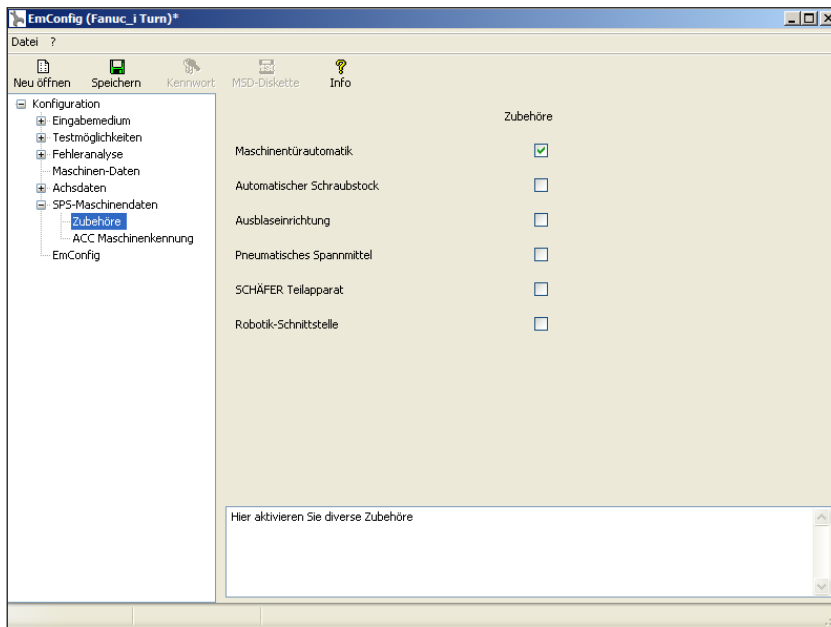 EmConfig (Fanuc_i Turn)*
Datei ?
Neu öffnen Speichern Kennwort MSD-Diskette Info
Konfiguration
Eingabemedium
Testmöglichkeiten
Fehleranalyse
Maschinen-Daten
Achsdaten
SPS-Maschinendaten
Zubehöre
ACC Maschinenkennung
EmConfig
Zubehöre
Maschinentürautomatik
Automatischer Schraubstock
Ausblaseinrichtung
Pneumatisches Spannmittel
SCHÄFER Teilapparat
Robotik-Schnittstelle
Hier aktivieren Sie diverse Zubehöre